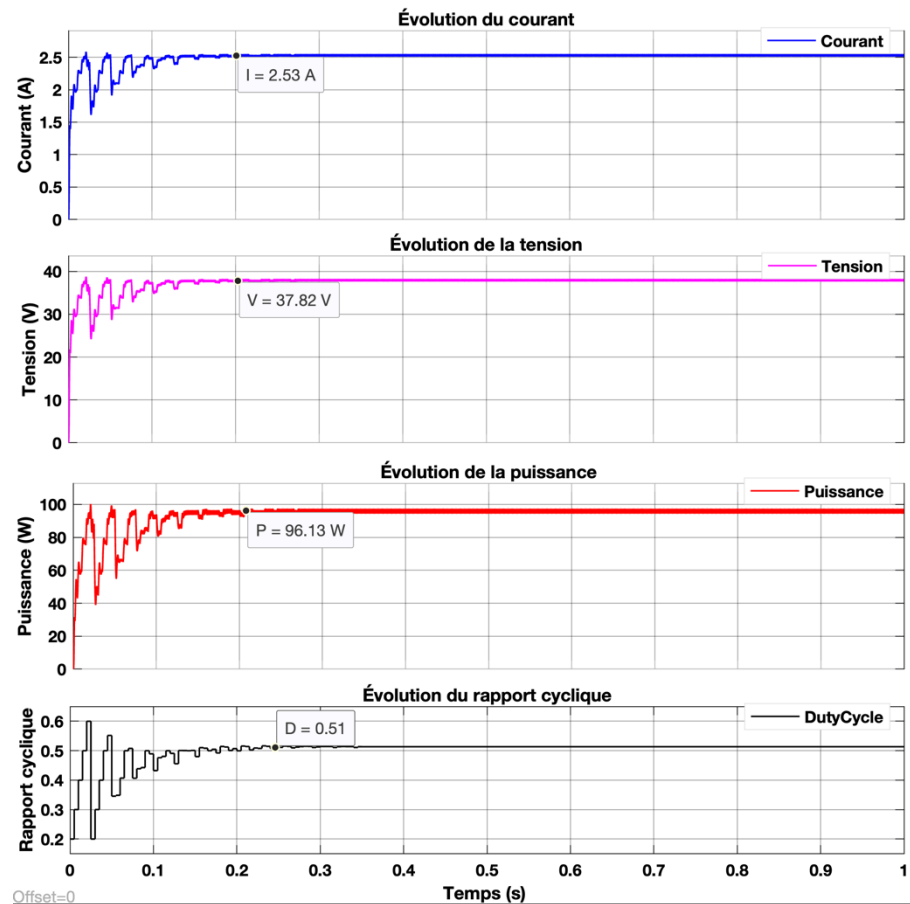 Évolution du courant
Courant
2.5
2
1.5
1
0.5
0
Courant (A)
I = 2.53 A
Évolution de la tension
Tension
40
30
20
10
0
Tension (V)
V = 37.82 V
Évolution de la puissance
Puissance
100
80
60
40
20
0
Puissance (W)
P = 96.13 W
Évolution du rapport cyclique
DutyCycle
0.6
0.5
0.4
0.3
0.2
Rapport cyclique
D = 0.51
0 0.1 0.2 0.3 0.4 0.5 0.6 0.7 0.8 0.9 1
Temps (s)
Offset=0